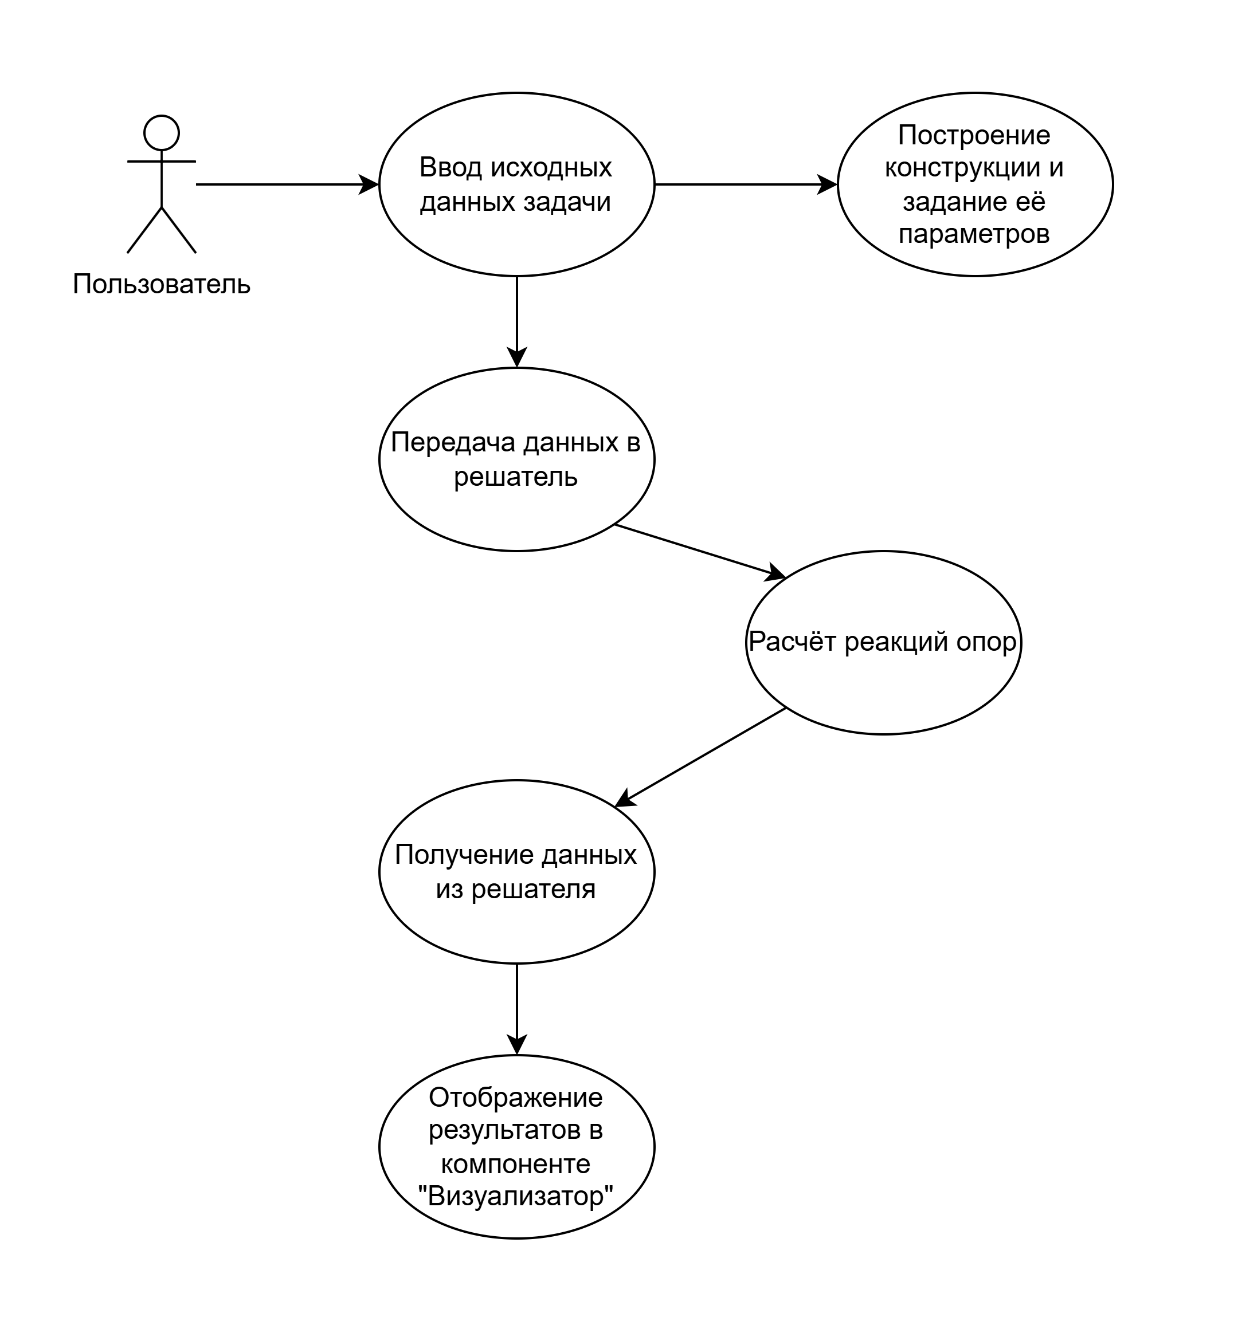 Пользователь
Ввод исходных
данных задачи
Построение
конструкции и
задание её
параметров
Передача данных в
решатель
Расчёт реакций опор
Получение данных
из решателя
Отображение
результатов в
компоненте
"Визуализатор"